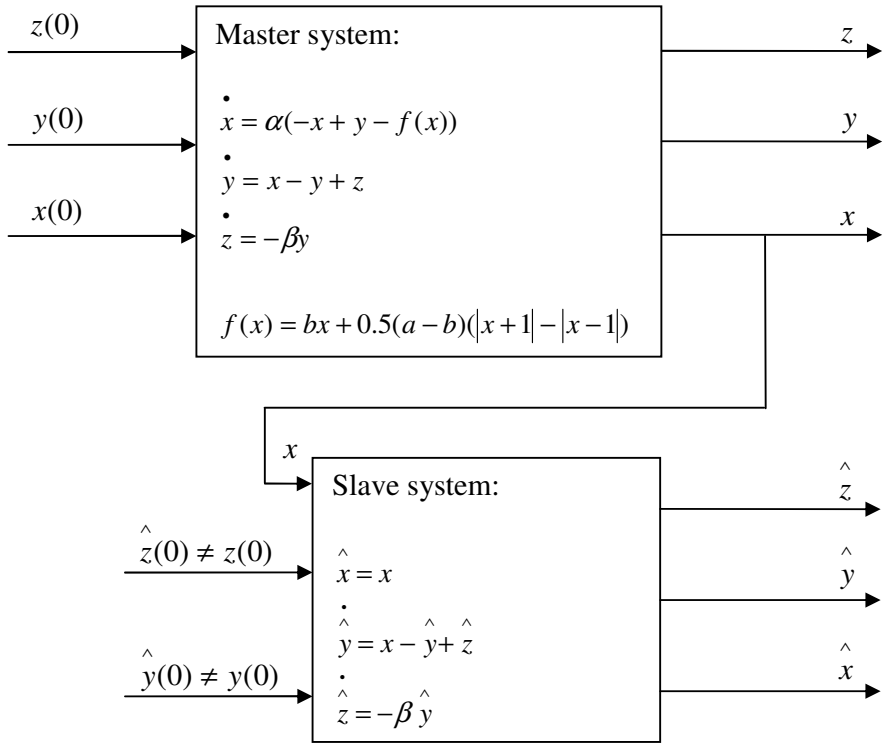 z(0)
y(0)
x(0)
Master system:
ẋ = α(−x + y − f(x))
ẏ = x − y + z
ż = −βy
f(x) = bx + 0.5(a − b)(|x + 1| − |x − 1|)
z
y
x
x
ẑ(0) ≠ z(0)
ŷ(0) ≠ y(0)
Slave system:
x̂ = x
ŷ̇ = x − ŷ + ẑ
ẑ̇ = −β ŷ
ẑ
ŷ
x̂